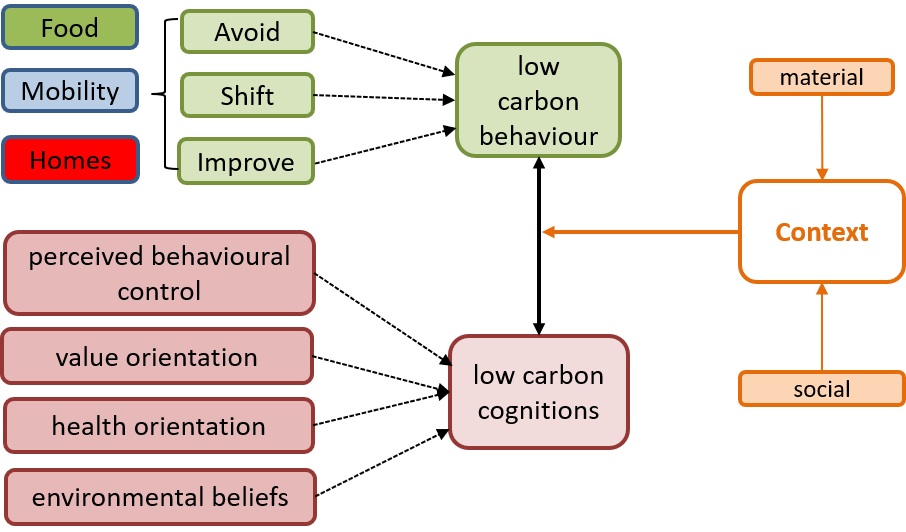 Food
Mobility
Homes
Avoid
Shift
Improve
low
carbon
behaviour
material
Context
social
perceived behavioural
control
value orientation
health orientation
environmental beliefs
low carbon
cognitions